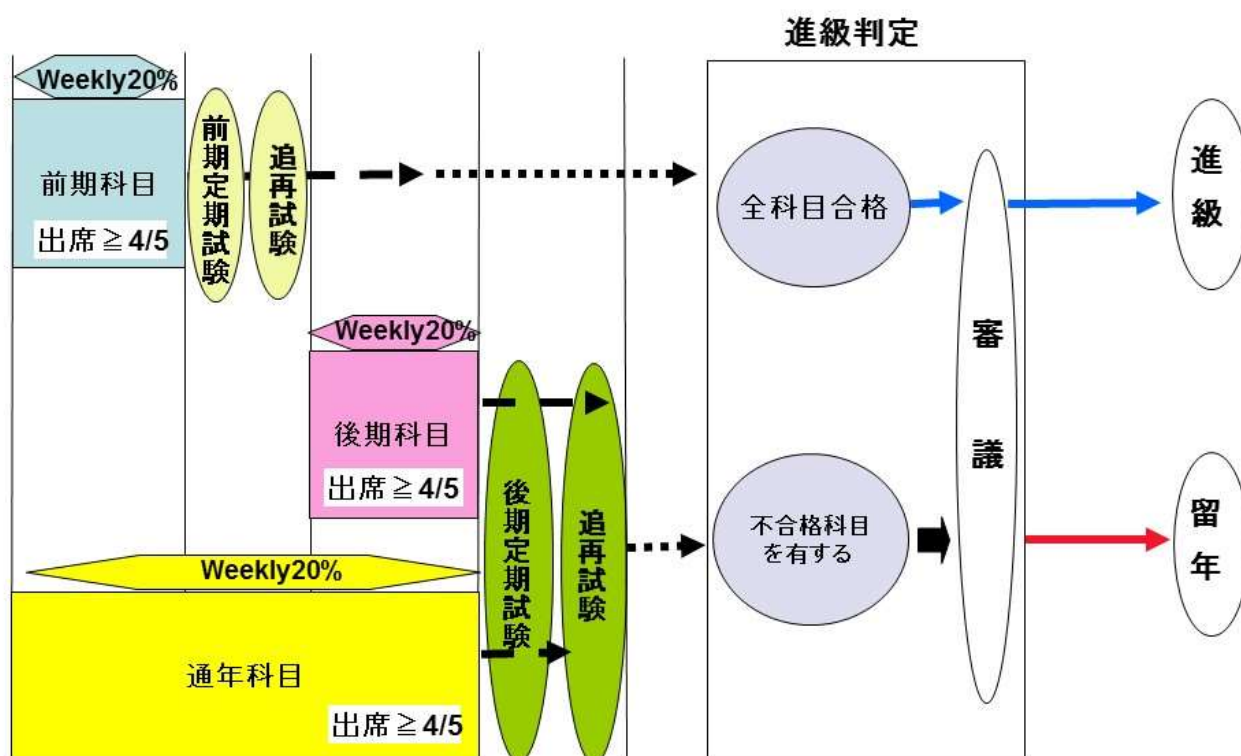 進級判定
Weekly20%
前期科目
出席≧4/5
前期定期試験
追再試験
全科目合格
進級
Weekly20%
後期科目
出席≧4/5
審議
後期定期試験
追再試験
不合格科目
を有する
留年
Weekly20%
通年科目
出席≧4/5